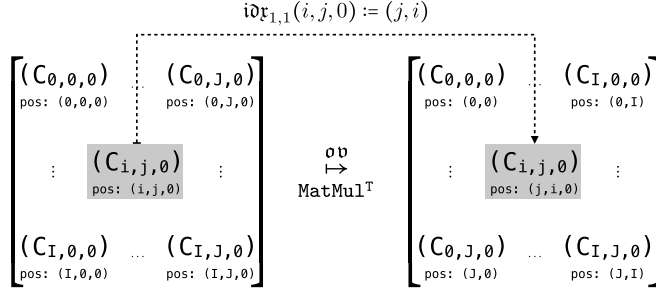 𝔦𝔡𝔵₁,₁(i, j, 0) := (j, i)
(C0,0,0) ... (C0,J,0)
pos: (0,0,0) pos: (0,J,0)
⋮ (Ci,j,0) ⋮
pos: (i,j,0)
(CI,0,0) ... (CI,J,0)
pos: (I,0,0) pos: (I,J,0)
𝔬𝔳
↦
MatMulᵀ
(C0,0,0) ... (CI,0,0)
pos: (0,0) pos: (0,I)
⋮ (Ci,j,0) ⋮
pos: (j,i,0)
(C0,J,0) ... (CI,J,0)
pos: (J,0) pos: (J,I)